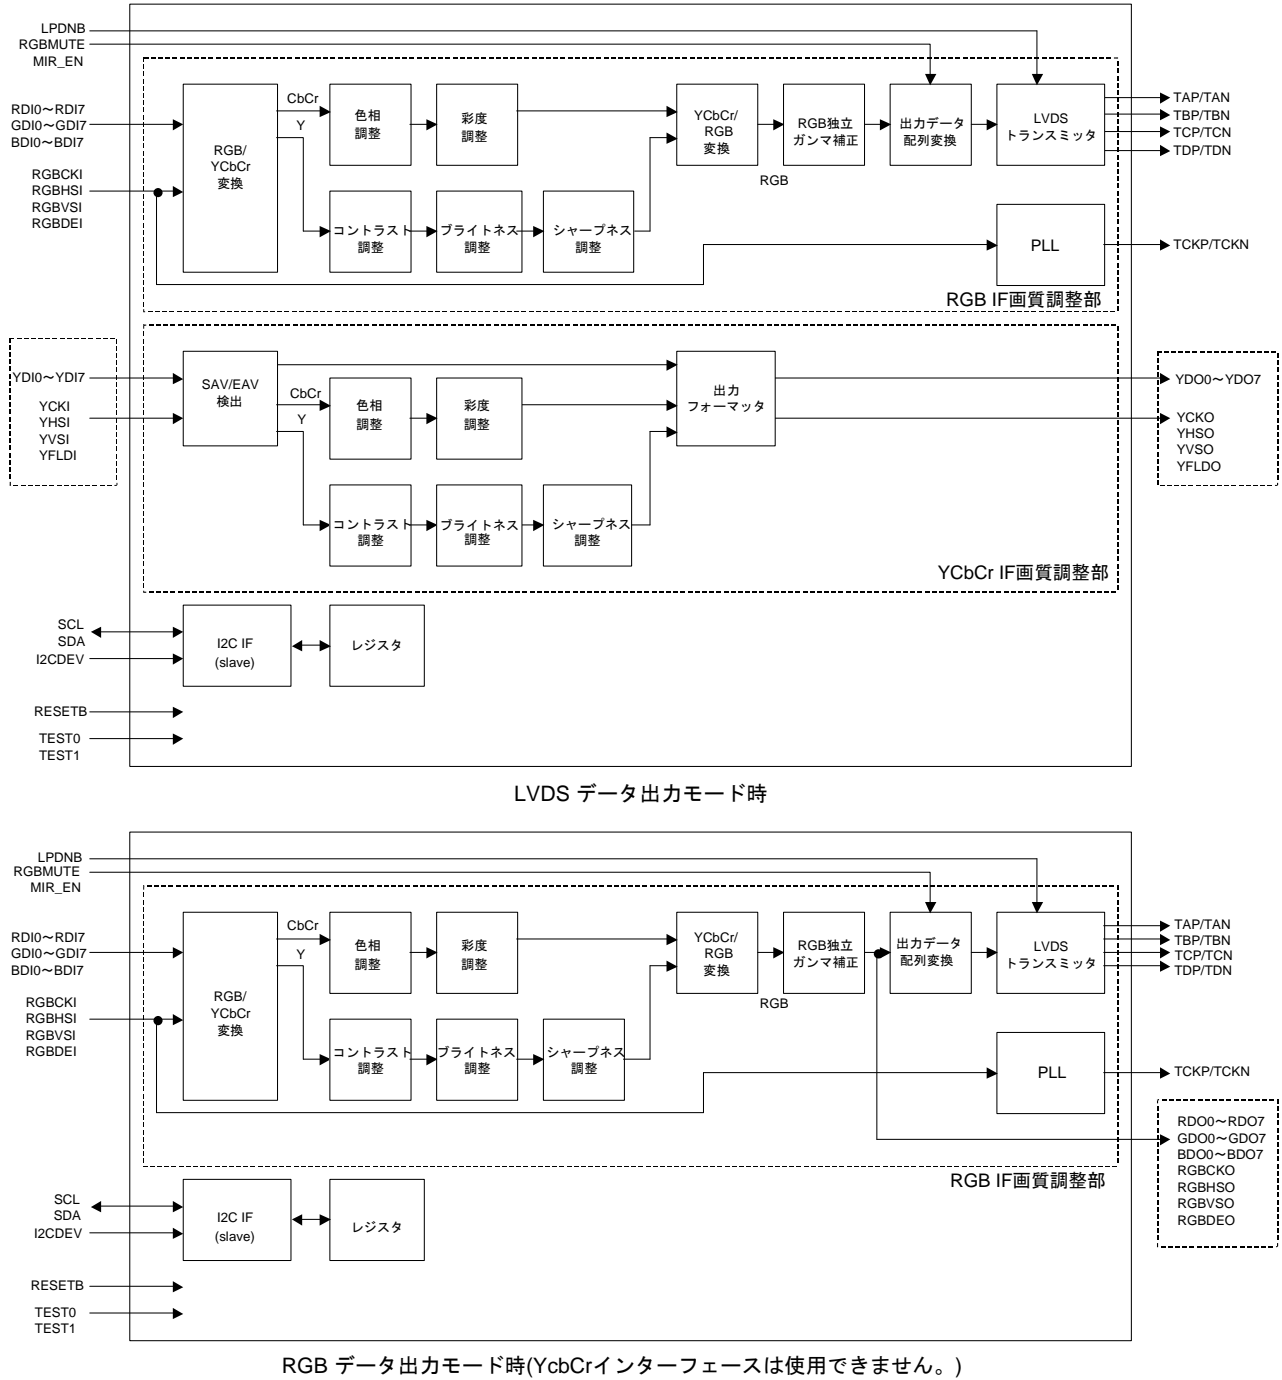 LPDNB
RGBMUTE
MIR_EN
RDI0～RDI7
GDI0～GDI7
BDI0～BDI7
RGBCKI
RGBHSI
RGBVSI
RGBDEI
RGB/
YCbCr
変換
CbCr
Y
色相
調整
彩度
調整
コントラスト
調整
ブライトネス
調整
シャープネス
調整
YCbCr/
RGB
変換
RGB
RGB独立
ガンマ補正
出力データ
配列変換
LVDS
トランスミッタ
PLL
TAP/TAN
TBP/TBN
TCP/TCN
TDP/TDN
TCKP/TCKN
RGB IF画質調整部
YDI0～YDI7
YCKI
YHSI
YVSI
YFLDI
SAV/EAV
検出
CbCr
Y
色相
調整
彩度
調整
コントラスト
調整
ブライトネス
調整
シャープネス
調整
出力
フォーマッタ
YDO0～YDO7
YCKO
YHSO
YVSO
YFLDO
YCbCr IF画質調整部
SCL
SDA
I2CDEV
I2C IF
(slave)
レジスタ
RESETB
TEST0
TEST1
LVDS データ出力モード時
LPDNB
RGBMUTE
MIR_EN
RDI0～RDI7
GDI0～GDI7
BDI0～BDI7
RGBCKI
RGBHSI
RGBVSI
RGBDEI
RGB/
YCbCr
変換
CbCr
Y
色相
調整
彩度
調整
コントラスト
調整
ブライトネス
調整
シャープネス
調整
YCbCr/
RGB
変換
RGB
RGB独立
ガンマ補正
出力データ
配列変換
LVDS
トランスミッタ
PLL
TAP/TAN
TBP/TBN
TCP/TCN
TDP/TDN
TCKP/TCKN
RDO0～RDO7
GDO0～GDO7
BDO0～BDO7
RGBCKO
RGBHSO
RGBVSO
RGBDEO
RGB IF画質調整部
SCL
SDA
I2CDEV
I2C IF
(slave)
レジスタ
RESETB
TEST0
TEST1
RGB データ出力モード時(YcbCrインターフェースは使用できません。)